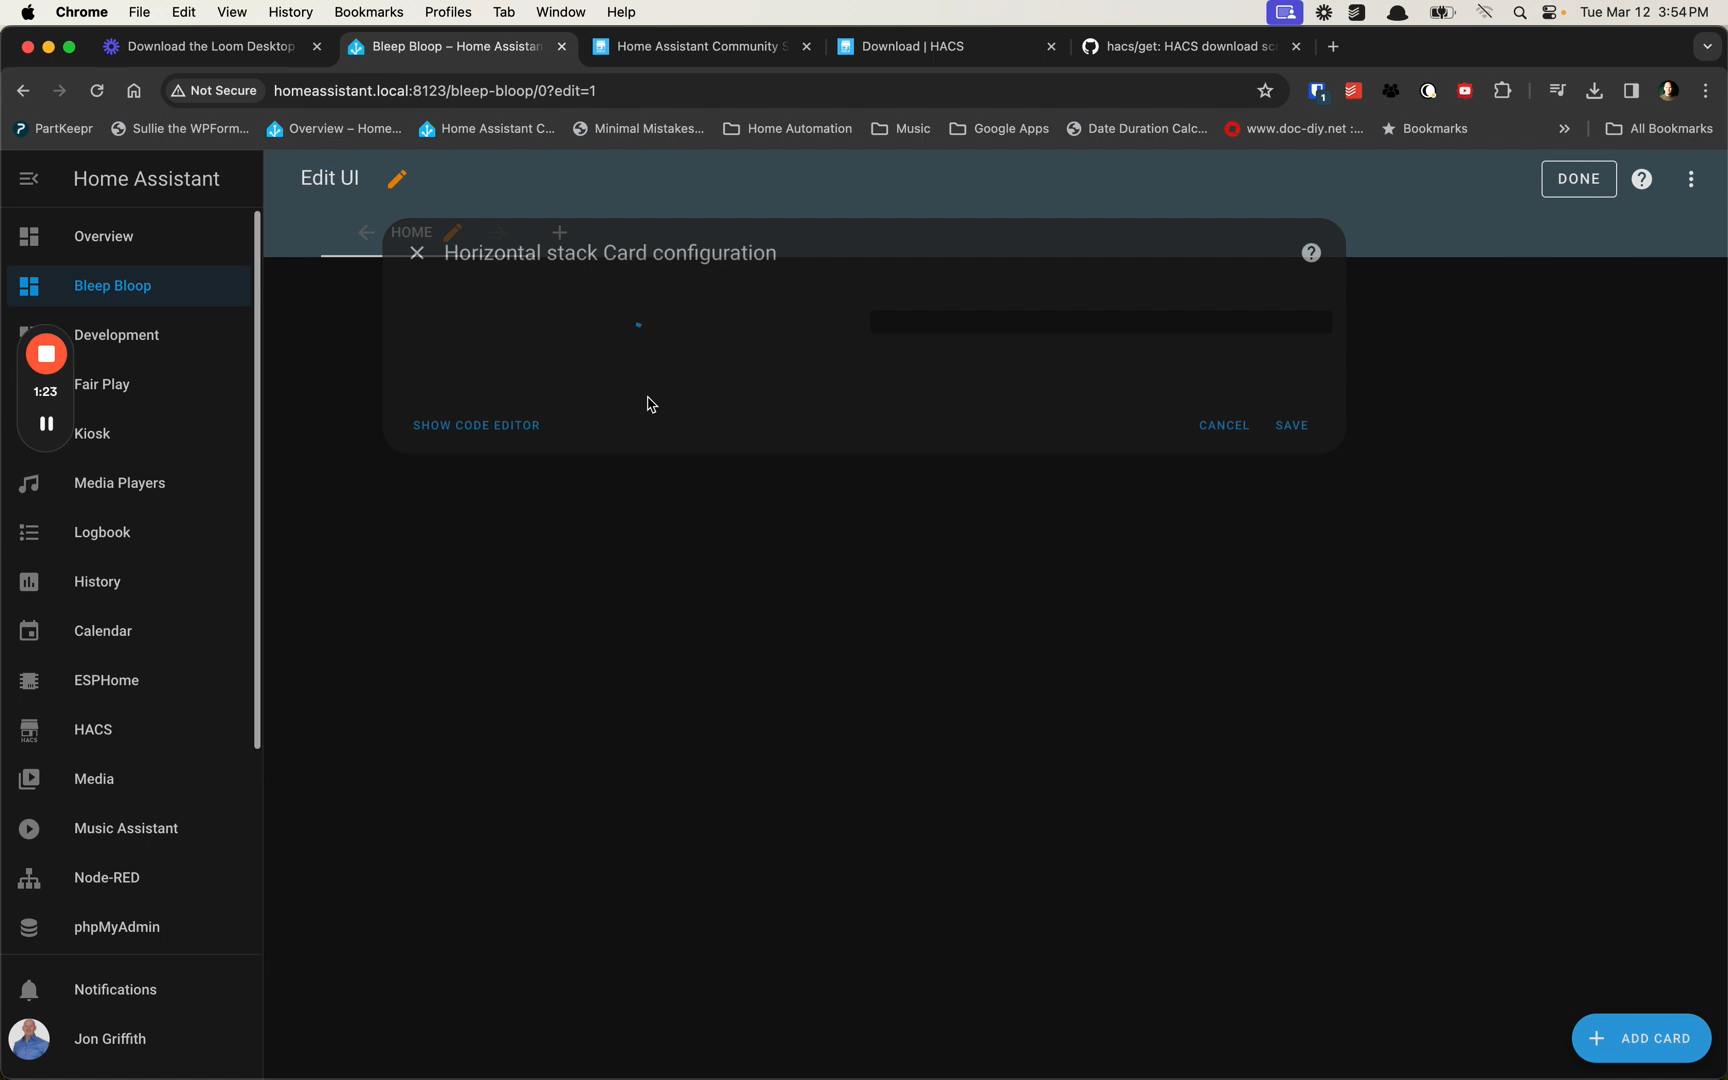 Chrome File Edit View History Bookmarks Profiles Tab Window Help Tue Mar 12 3:54 PM
Download the Loom Desktop
Bleep Bloop – Home Assistan
Home Assistant Community S
Download | HACS
hacs/get: HACS download sc
Not Secure homeassistant.local:8123/bleep-bloop/0?edit=1
1
PartKeepr Sullie the WPForm... Overview – Home... Home Assistant C... Minimal Mistakes... Home Automation Music Google Apps Date Duration Calc... www.doc-diy.net :... Bookmarks All Bookmarks
Home Assistant
Edit UI
DONE
HOME
Overview
Horizontal stack Card configuration
Bleep Bloop
Development
1:23
Fair Play
SHOW CODE EDITOR
CANCEL SAVE
Kiosk
Media Players
Logbook
History
Calendar
ESPHome
HACS
HACS
Media
Music Assistant
Node-RED
phpMyAdmin
Notifications
Jon Griffith
ADD CARD